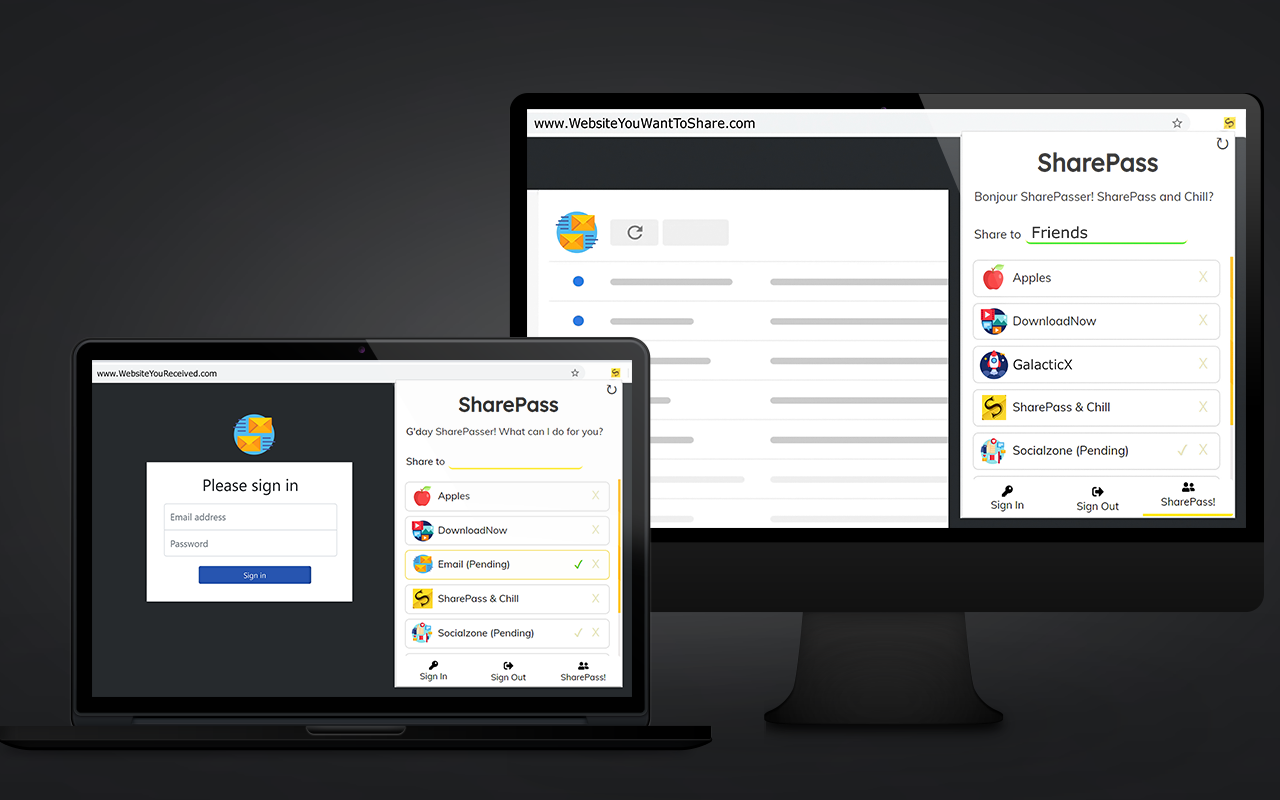 www.WebsiteYouWantToShare.com
SharePass
Bonjour SharePasser! SharePass and Chill?
Share to Friends
Apples X
DownloadNow X
GalacticX X
SharePass & Chill X
Socialzone (Pending) ✓ X
Sign In Sign Out SharePass!
www.WebsiteYouReceived.com
Please sign in
Email address
Password
Sign in
SharePass
G'day SharePasser! What can I do for you?
Share to
Apples X
DownloadNow X
Email (Pending) ✓ X
SharePass & Chill X
Socialzone (Pending) ✓ X
Sign In Sign Out SharePass!